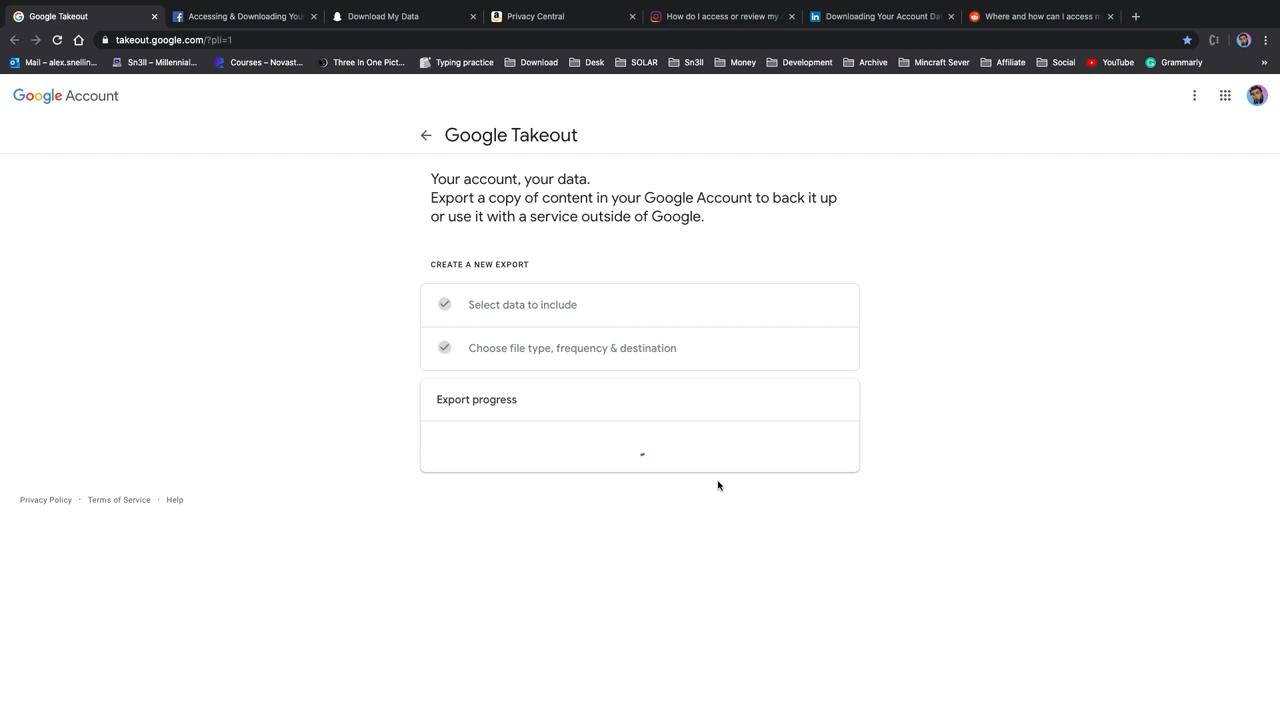 Google Takeout
Accessing & Downloading You
Download My Data
Privacy Central
How do I access or review my
Downloading Your Account Da
Where and how can I access m
takeout.google.com/?pli=1
Mail – alex.snellin...
Sn3ll – Millennial...
Courses – Novast...
Three In One Pict...
Typing practice
Download
Desk
SOLAR
Sn3ll
Money
Development
Archive
Mincraft Sever
Affiliate
Social
YouTube
Grammarly
»
Google Account
Google Takeout
Your account, your data.
Export a copy of content in your Google Account to back it up
or use it with a service outside of Google.
CREATE A NEW EXPORT
Select data to include
Choose file type, frequency & destination
Export progress
Privacy Policy · Terms of Service · Help